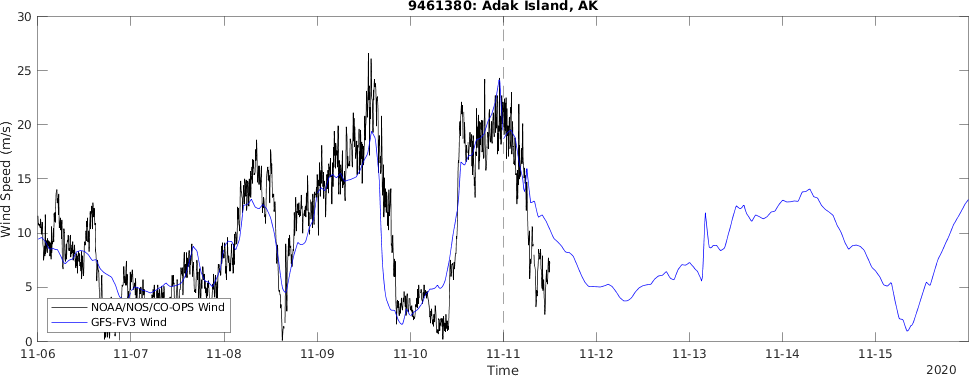 9461380: Adak Island, AK
30
25
20
15
10
5
0
Wind Speed (m/s)
NOAA/NOS/CO-OPS Wind
GFS-FV3 Wind
11-06 11-07 11-08 11-09 11-10 11-11 11-12 11-13 11-14 11-15
Time
2020